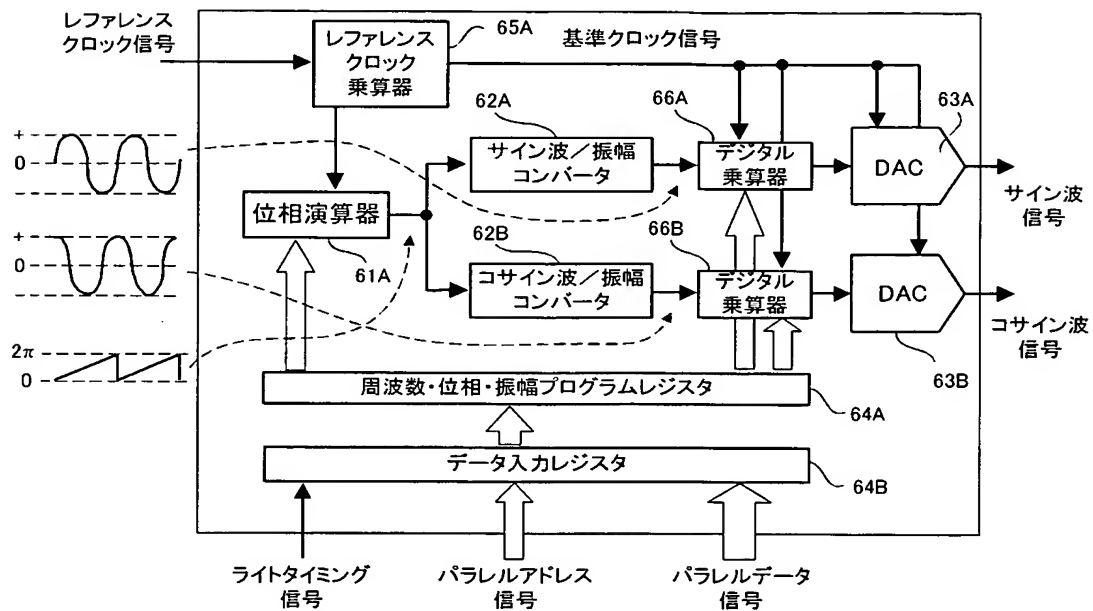 レファレンス
クロック信号
レファレンス
クロック
乗算器
65A
基準クロック信号
62A
66A
63A
+
0
-
サイン波/振幅
コンバータ
デジタル
乗算器
DAC
サイン波
信号
位相演算器
61A
62B
66B
+
0
-
コサイン波/振幅
コンバータ
デジタル
乗算器
DAC
コサイン波
信号
63B
2π
0
周波数・位相・振幅プログラムレジスタ
64A
データ入力レジスタ
64B
ライトタイミング
信号
パラレルアドレス
信号
パラレルデータ
信号